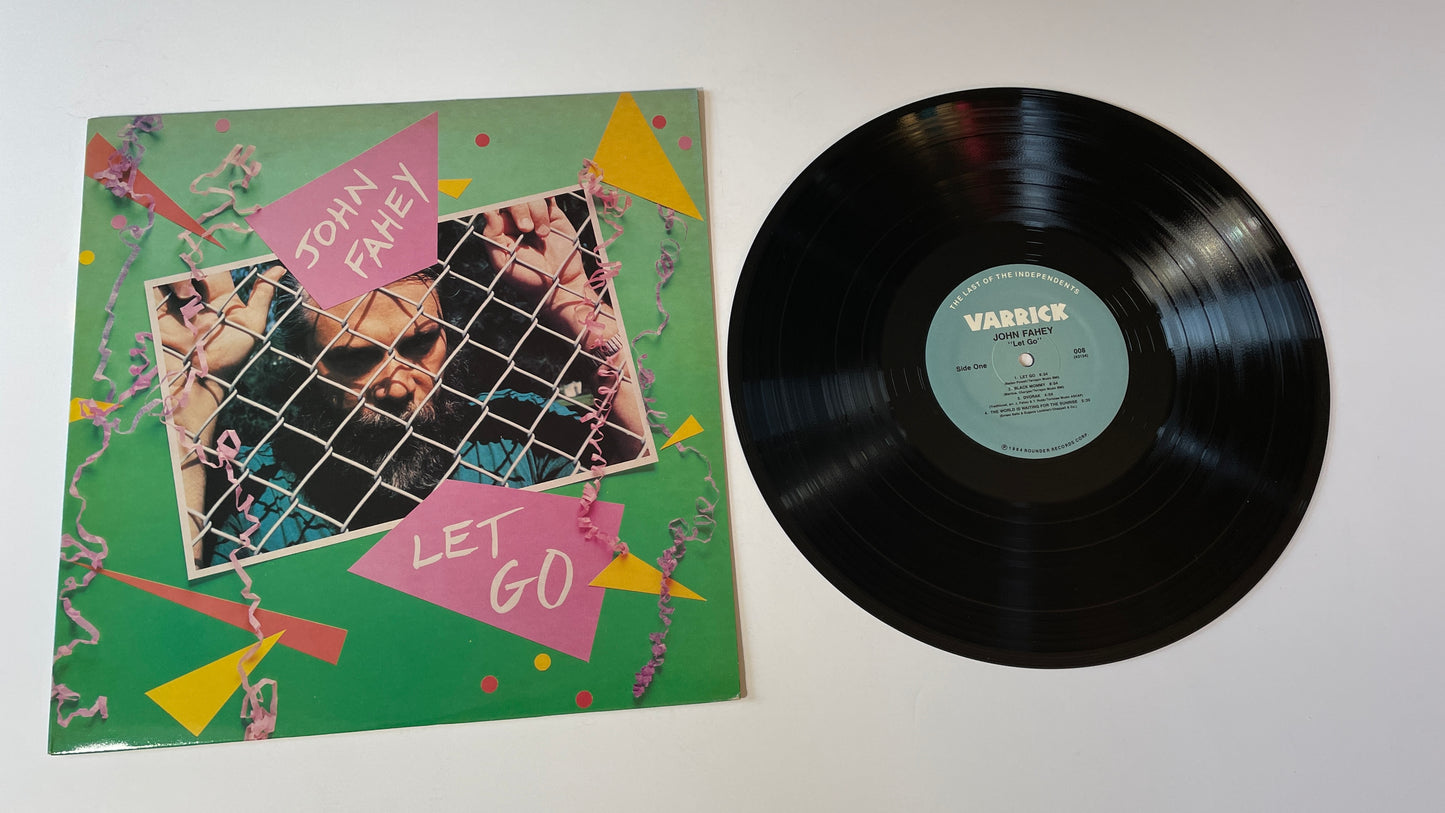 JOHN
FAHEY
LET
GO
THE LAST OF THE INDEPENDENTS
VARRICK
JOHN FAHEY
"Let Go"
Side One
008
1. LET GO
2. BLACK MOMMY
3. DVORAK
4. THE WORLD IS WAITING FOR THE SUNRISE
℗ 1984 ROUNDER RECORDS CORP.